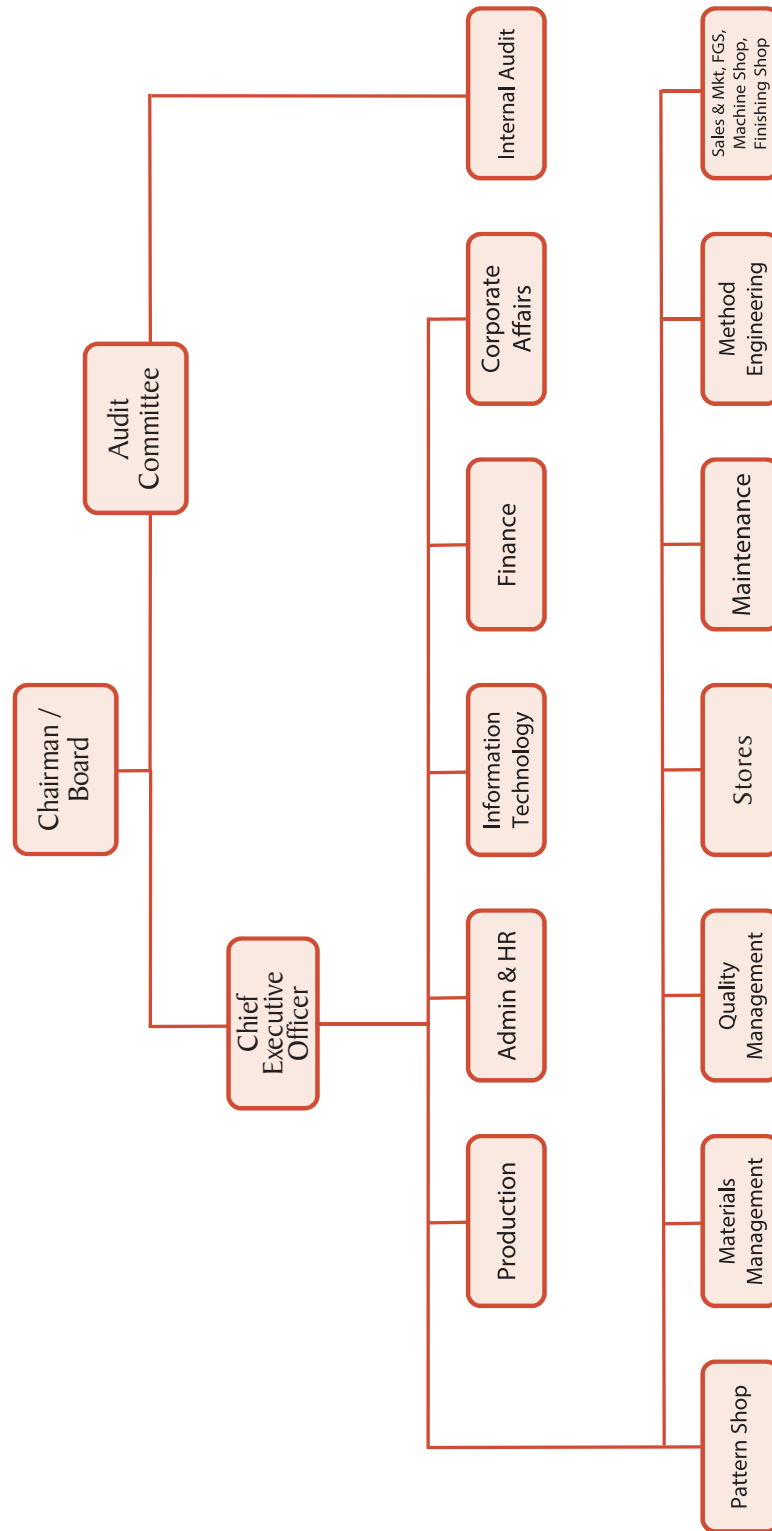 Chairman /
Board
Audit
Committee
Chief
Executive
Officer
Production
Admin & HR
Information
Technology
Finance
Corporate
Affairs
Internal Audit
Pattern Shop
Materials
Management
Quality
Management
Stores
Maintenance
Method
Engineering
Sales & Mkt, FGS,
Machine Shop,
Finishing Shop